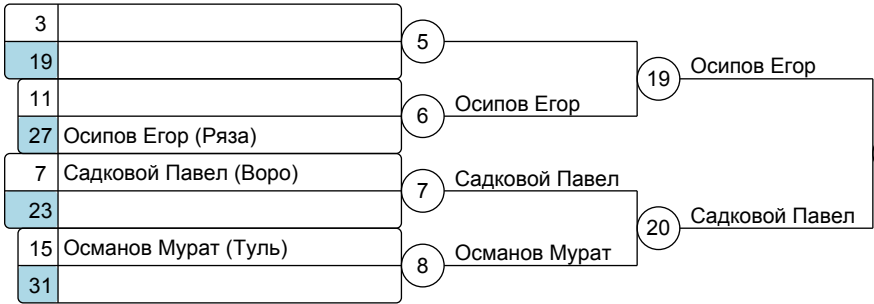 3
19
5
11
27 Осипов Егор (Ряза)
6 Осипов Егор
19 Осипов Егор
7 Садковой Павел (Воро)
23
7 Садковой Павел
15 Османов Мурат (Туль)
31
8 Османов Мурат
20 Садковой Павел